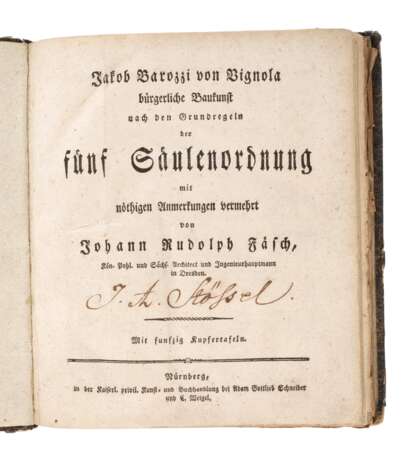 Jakob Barozzi von Vignola
bürgerliche Baukunst
nach den Grundregeln
der
fünf Säulenordnung
mit
nöthigen Anmerkungen vermehrt
von
Johann Rudolph Fäsch,
Kön. Pohl. und Sächs. Architect und Ingenieurhauptmann
in Dresden.
J. A. Stössel.
Mit funfzig Kupfertafeln.
Nürnberg,
in der Kaiserl. privil. Kunst- und Buchhandlung bei Adam Gottlieb Schneider
und C. Weigel.